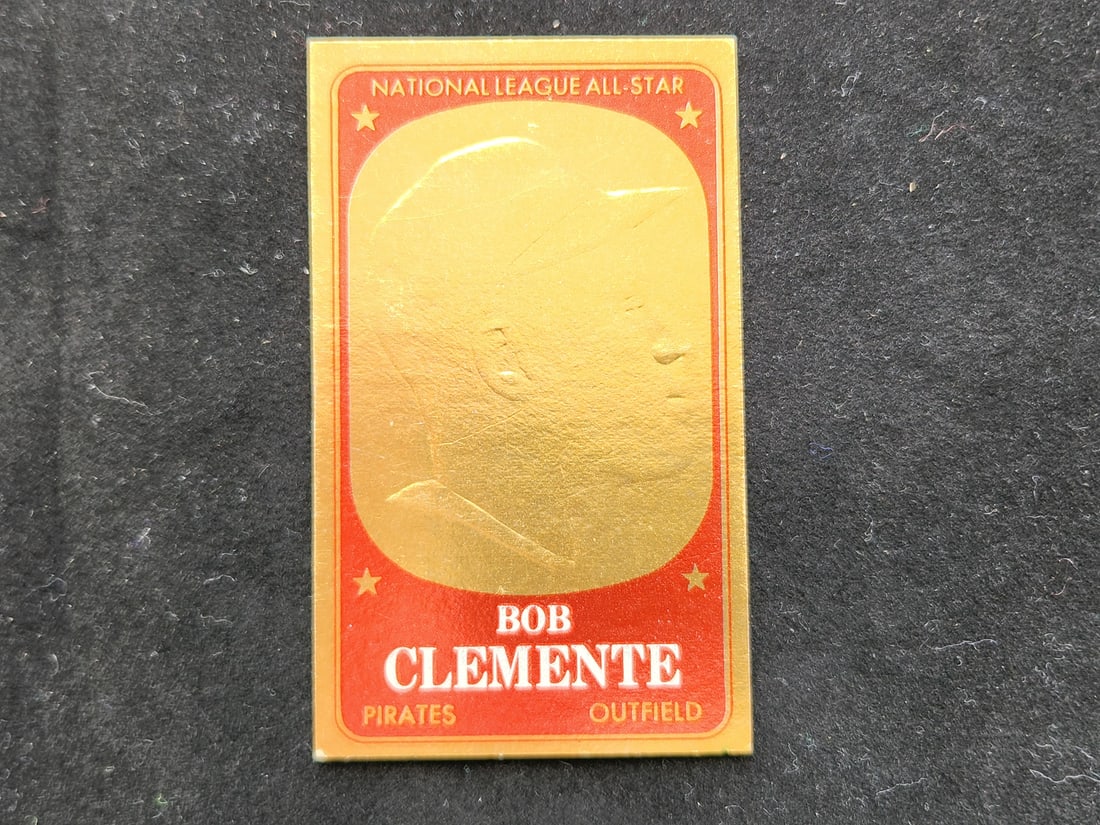 NATIONAL LEAGUE ALL-STAR
BOB
CLEMENTE
PIRATES OUTFIELD